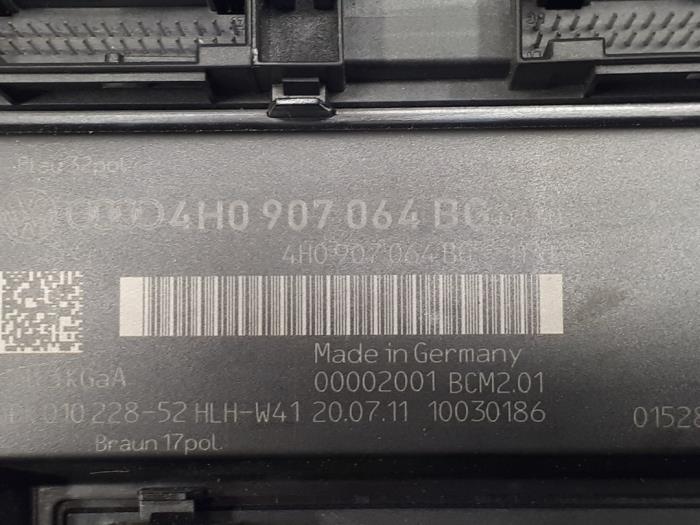 32pol.
4H0 907 064 BG
4H0 907 064 BG
Made in Germany
KGaA
00002001 BCM2.01
010 228-52 HLH-W41 20.07.11 10030186
0152
Braun 17pol.